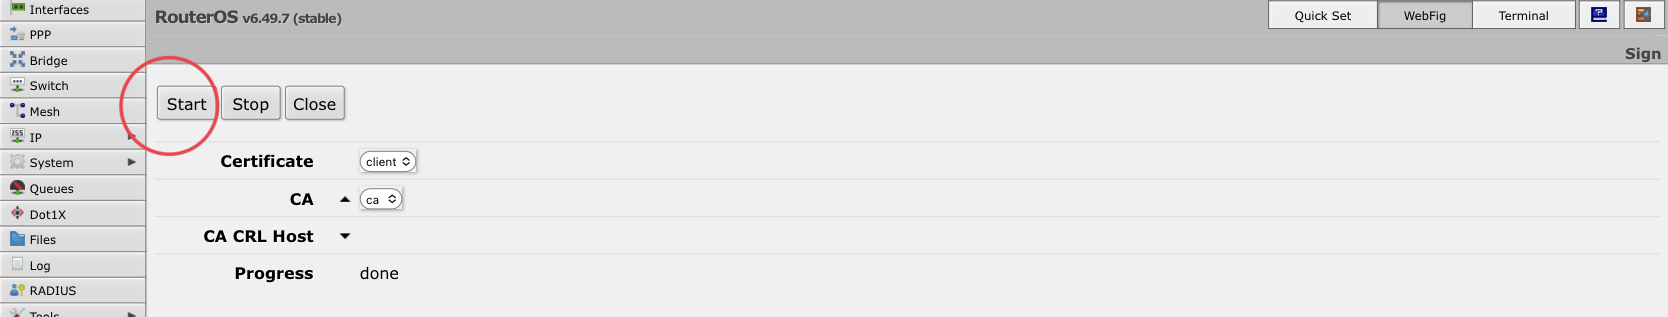 Interfaces
PPP
Bridge
Switch
Mesh
IP
System
Queues
Dot1X
Files
Log
RADIUS
Tools
RouterOS v6.49.7 (stable)
Quick Set
WebFig
Terminal
Sign
Start
Stop
Close
Certificate
client
CA
ca
CA CRL Host
Progress
done